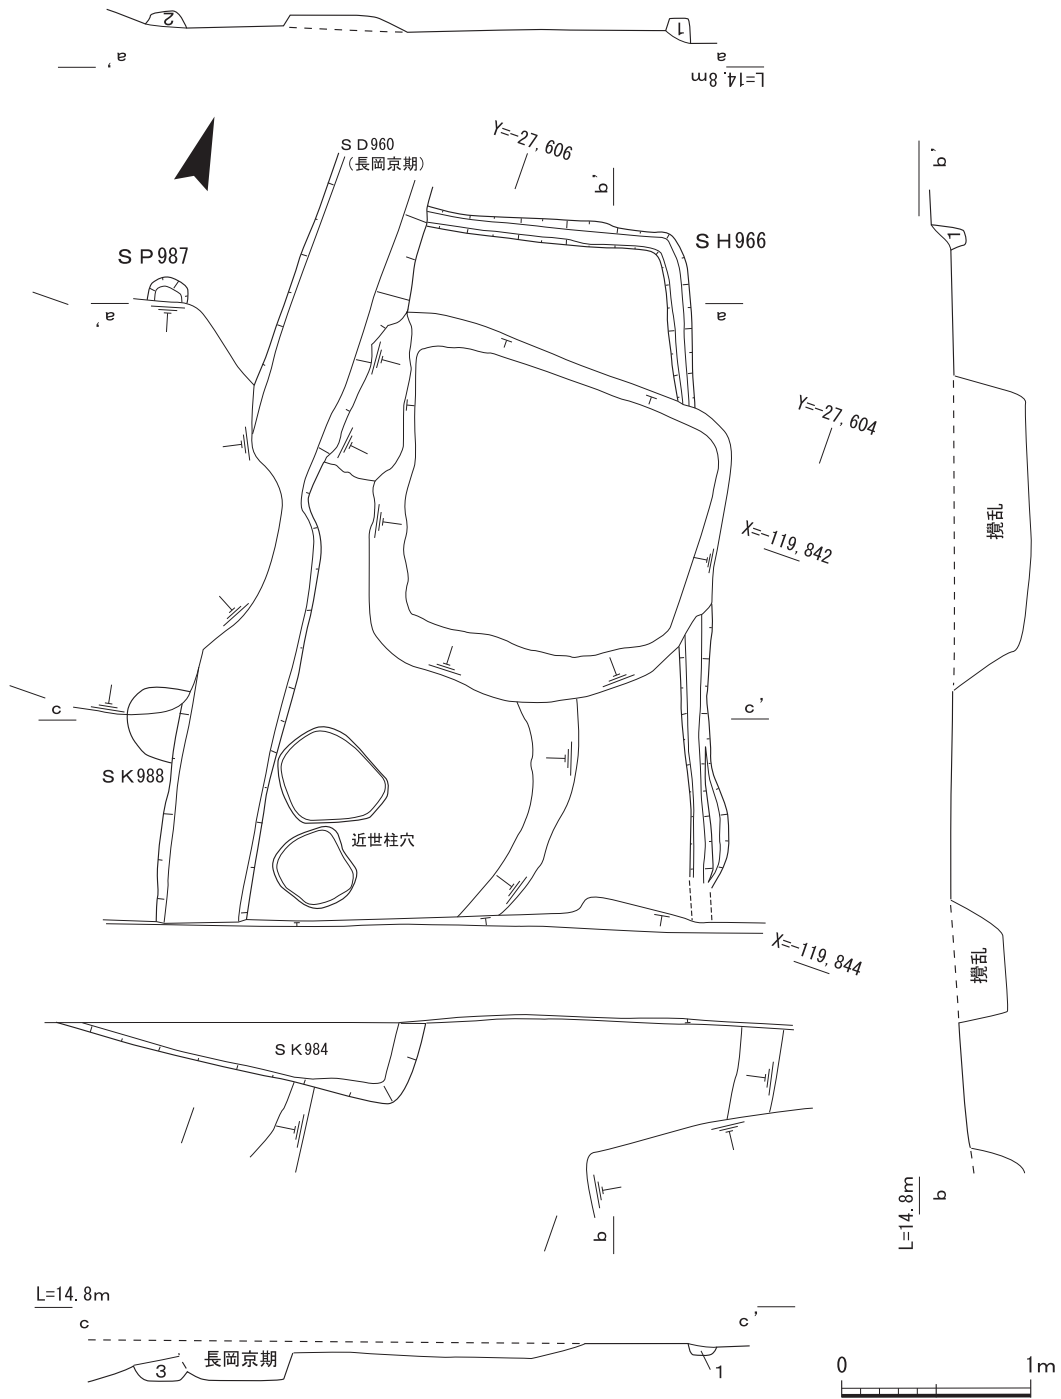 2
1
a'
a
L=14.8m
SD960
(長岡京期)
Y=-27,606
b'
b'
SP987
SH966
1
a'
a
Y=-27,604
攪乱
X=-119,842
c
c'
SK988
近世柱穴
X=-119,844
攪乱
SK984
L=14.8m
b
b
L=14.8m
c
c'
3
長岡京期
1
0
1m